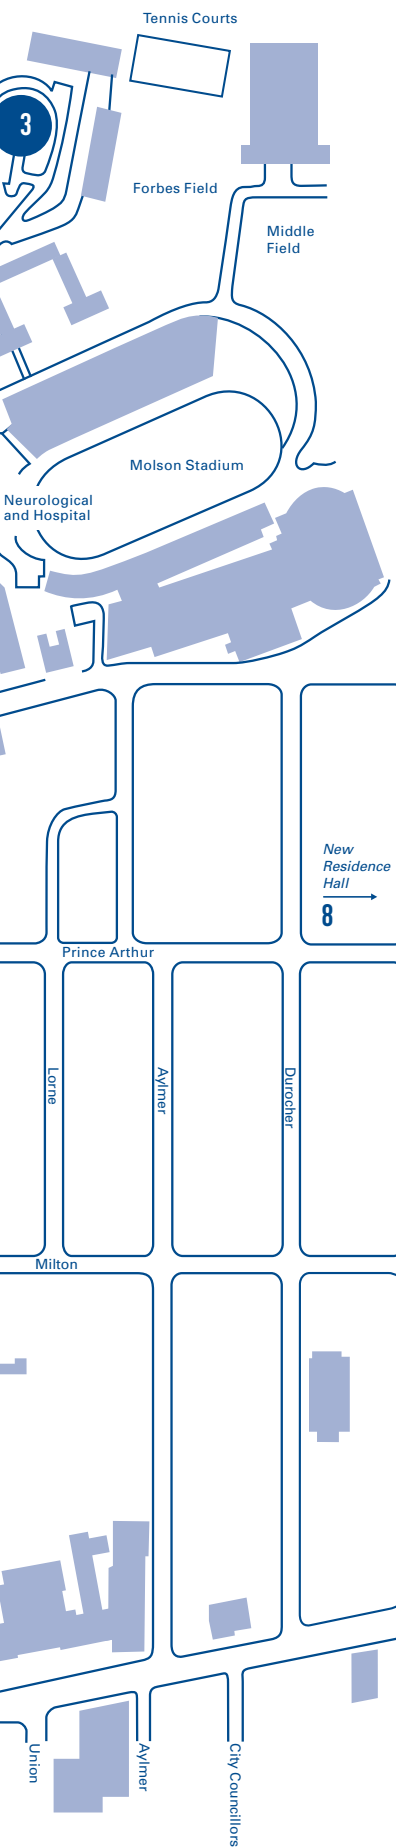 Tennis Courts
3
Forbes Field
Middle
Field
Molson Stadium
Neurological
and Hospital
New
Residence
Hall
8
Prince Arthur
Lorne
Aylmer
Durocher
Milton
Union
Aylmer
City Councillors